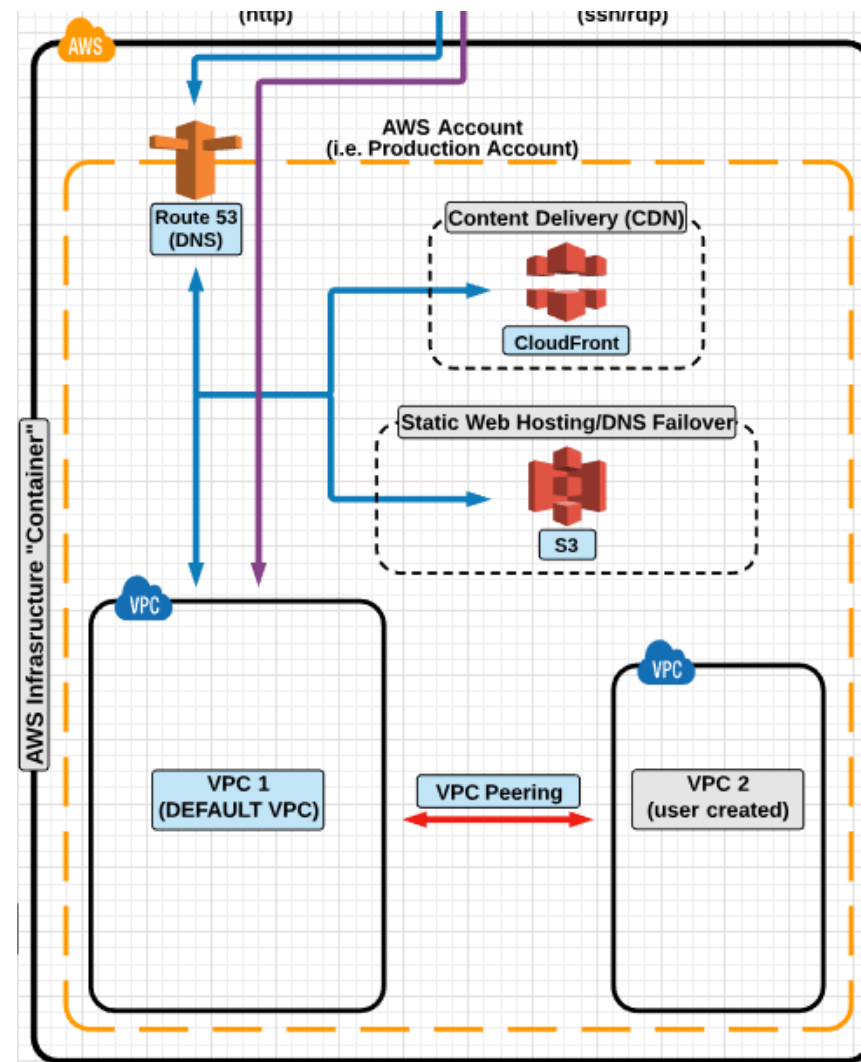 (http)
(ssh/rdp)
AWS
AWS Account
(i.e. Production Account)
Route 53
(DNS)
Content Delivery (CDN)
CloudFront
Static Web Hosting/DNS Failover
S3
AWS Infrasructure "Container"
VPC
VPC
VPC 1
(DEFAULT VPC)
VPC Peering
VPC 2
(user created)